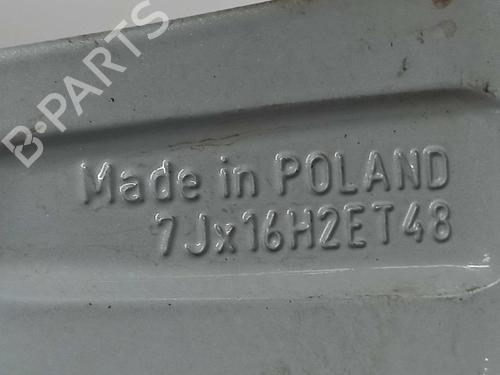 B-PARTS
Made in POLAND
7Jx16H2ET48